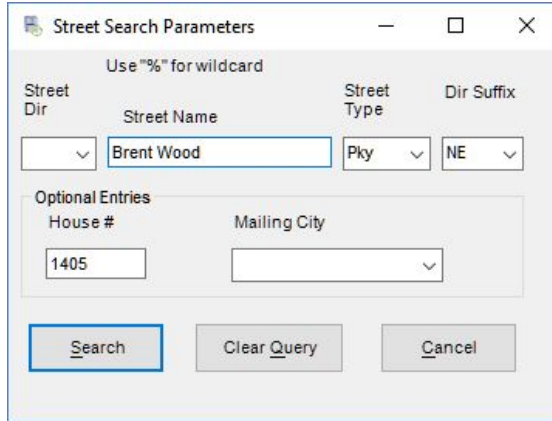 Street Search Parameters
Use "%" for wildcard
Street Dir
Street Name
Street Type
Dir Suffix
Brent Wood
Pky
NE
Optional Entries
House #
Mailing City
1405
Search
Clear Query
Cancel